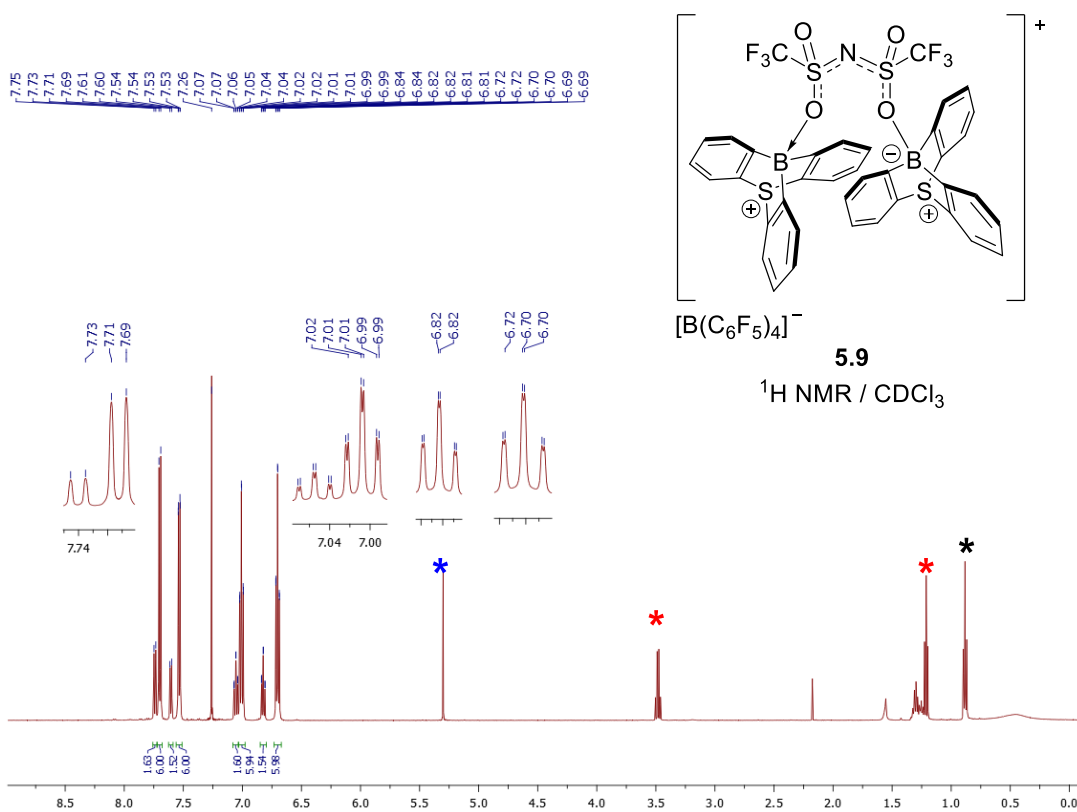 7.75 7.73 7.71 7.69 7.61 7.60 7.54 7.54 7.53 7.53 7.26 7.07 7.07 7.06 7.05 7.04 7.04 7.02 7.02 7.01 7.01 6.99 6.99 6.84 6.84 6.82 6.82 6.81 6.81 6.72 6.72 6.70 6.70 6.69 6.69
+
O O
F₃C S N S CF₃
O O
B B ⊖
S S
⊕ ⊕
[B(C₆F₅)₄]⁻
5.9
¹H NMR / CDCl₃
7.73 7.71 7.69
7.02 7.01 7.01 6.99 6.99
6.82 6.82
6.72 6.70 6.70
7.74
7.04 7.00
* * * *
1.63 6.00 1.52 6.00 1.60 5.94 1.54 5.98
8.5 8.0 7.5 7.0 6.5 6.0 5.5 5.0 4.5 4.0 3.5 3.0 2.5 2.0 1.5 1.0 0.5 0.0